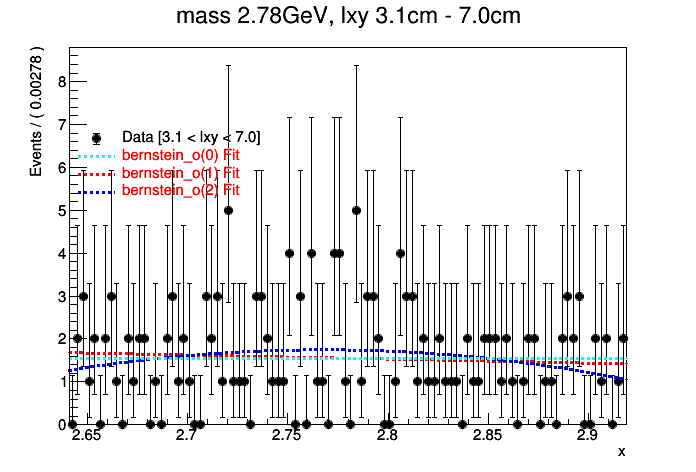 mass 2.78GeV, lxy 3.1cm - 7.0cm
Events / ( 0.00278 )
8
7
6
5
4
3
2
1
0
Data [3.1 < lxy < 7.0]
bernstein_o(0) Fit
bernstein_o(1) Fit
bernstein_o(2) Fit
2.65 2.7 2.75 2.8 2.85 2.9
x